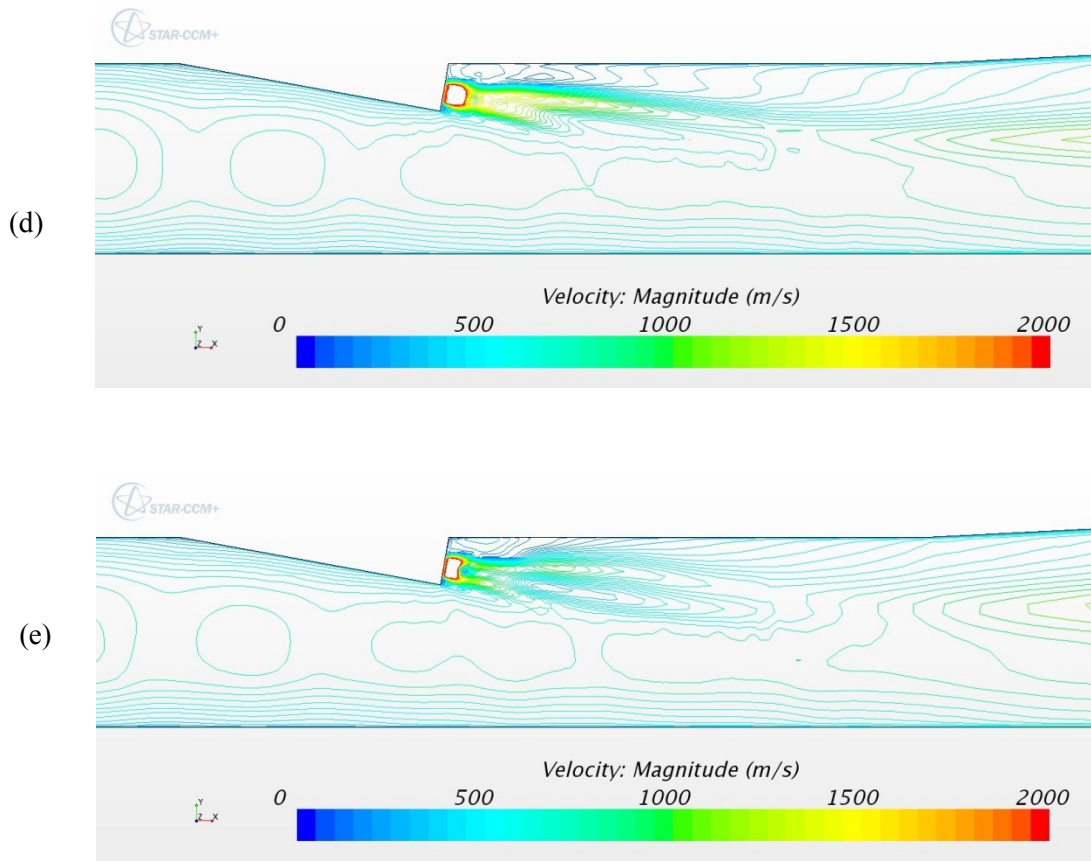 STAR-CCM+
(d)
Velocity: Magnitude (m/s)
0 500 1000 1500 2000
Y
Z X
STAR-CCM+
(e)
Velocity: Magnitude (m/s)
0 500 1000 1500 2000
Y
Z X